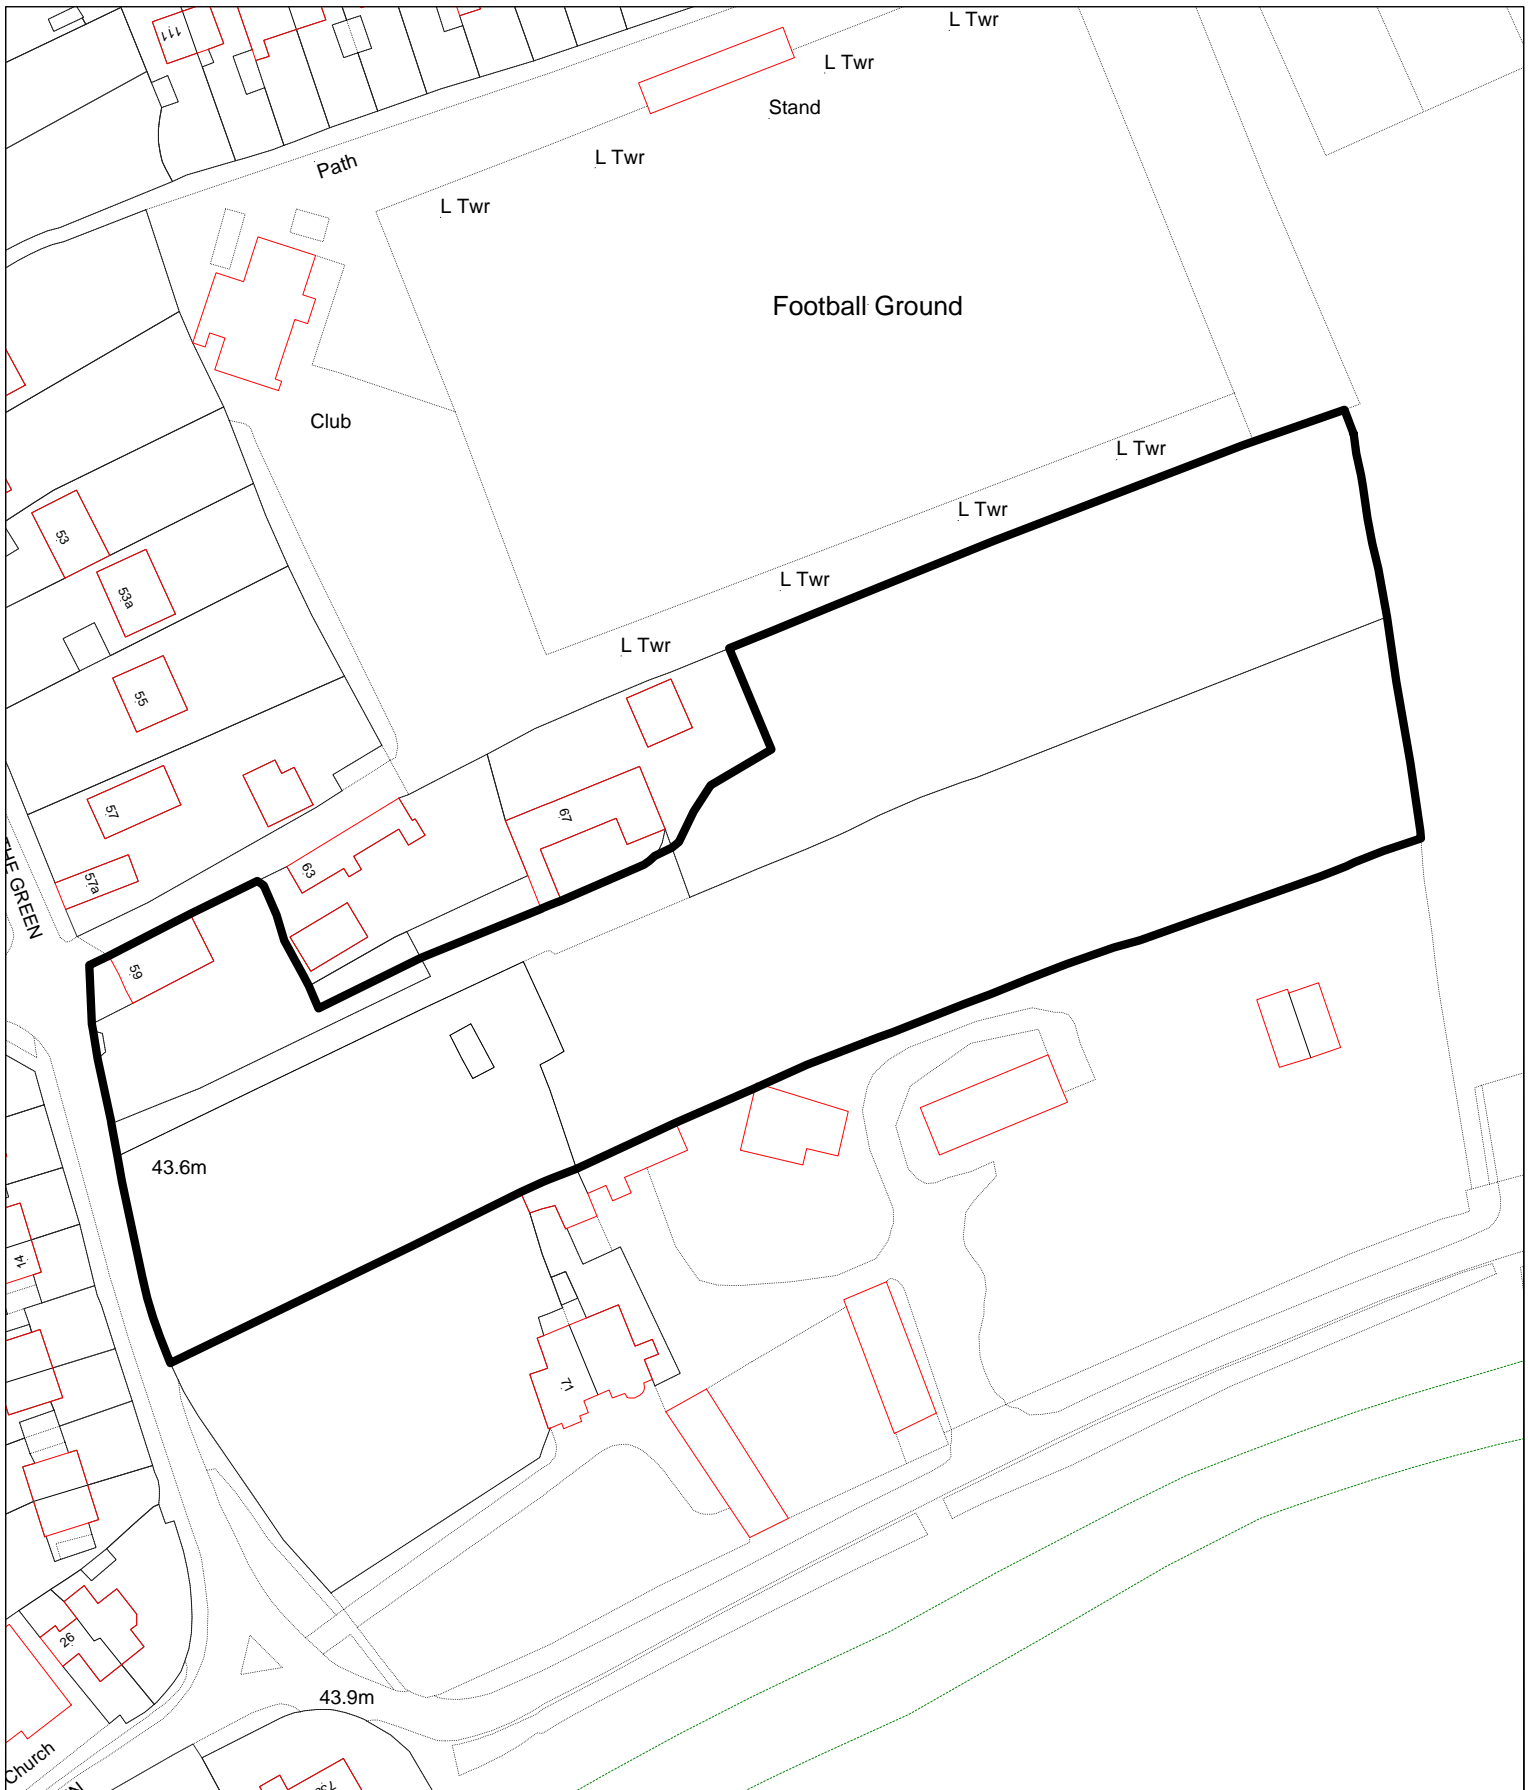 L Twr
111
L Twr
Stand
L Twr
Path
L Twr
Football Ground
Club
L Twr
L Twr
53
L Twr
53a
L Twr
55
57
67
63
57a
THE GREEN
59
43.6m
14
71
26
43.9m
Church